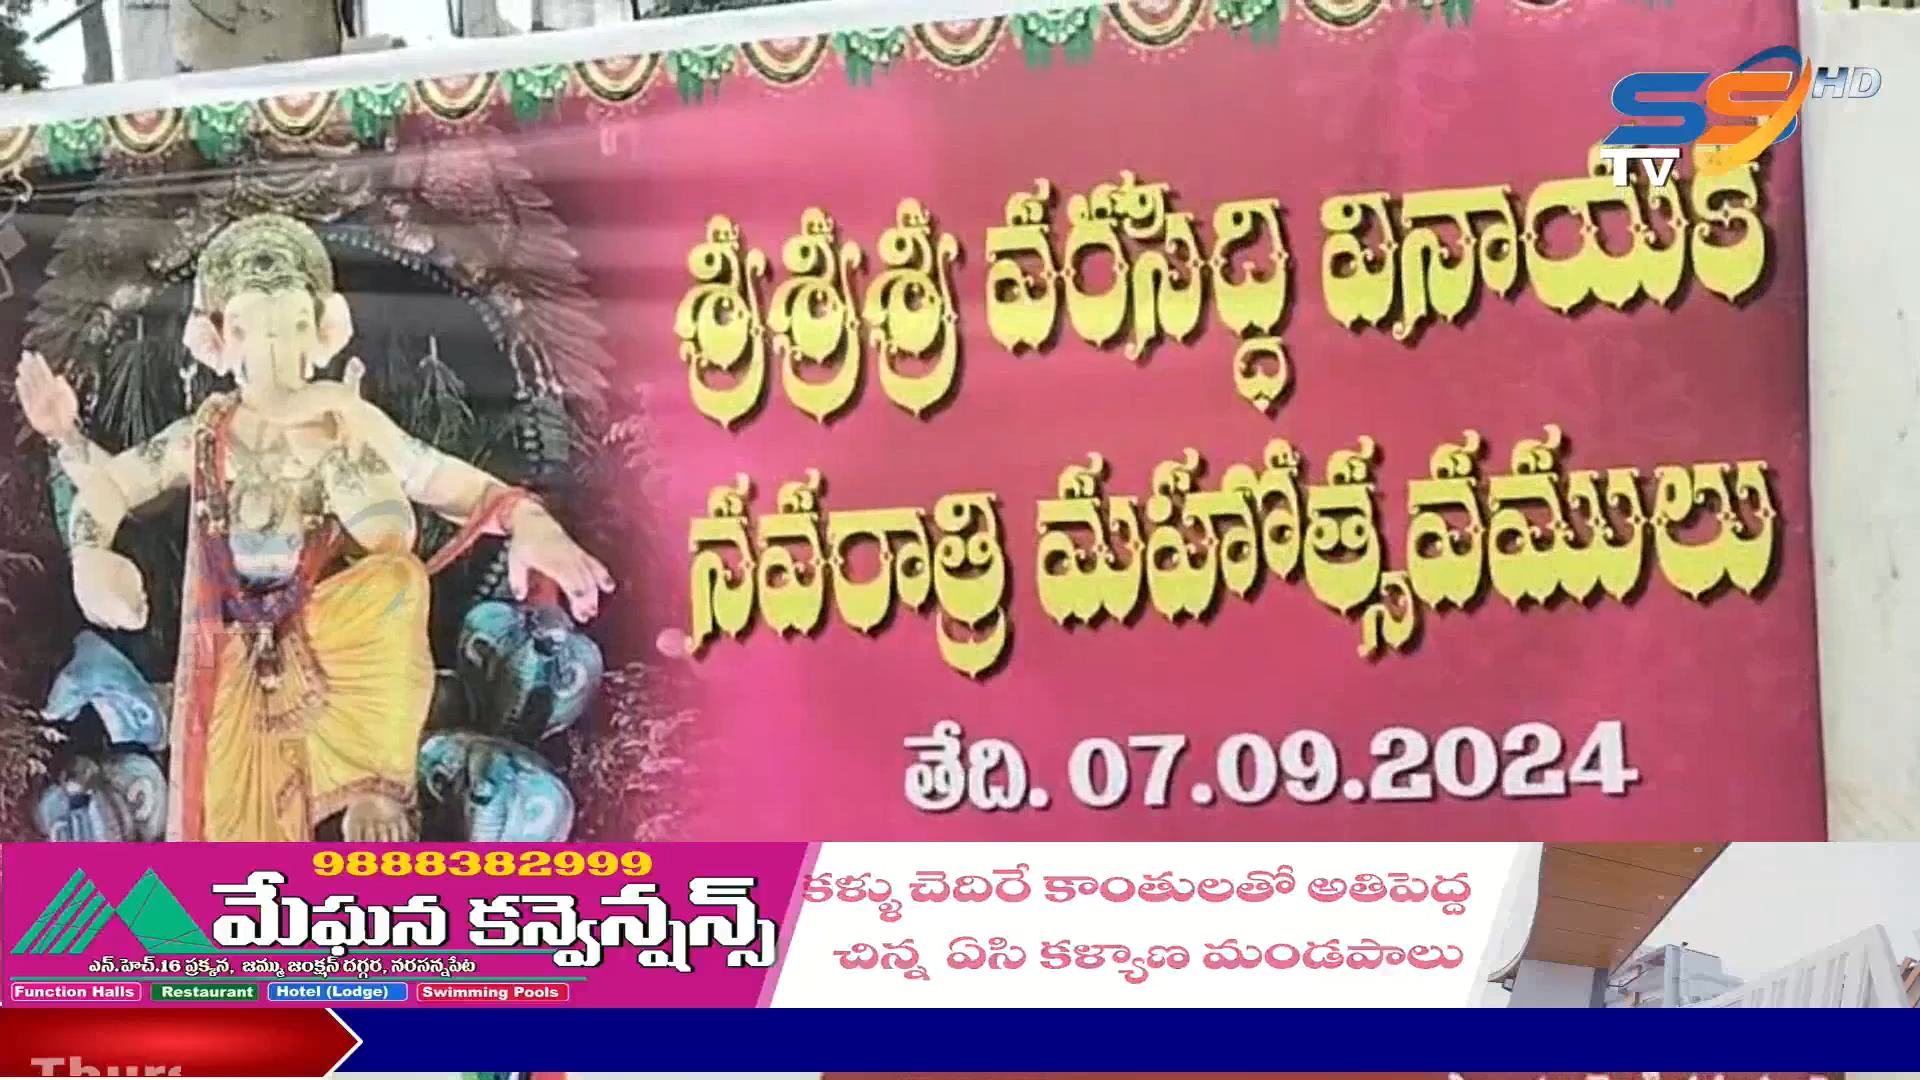 SS HD
TV
శ్రీశ్రీశ్రీ వరసిద్ధి వినాయక
నవరాత్రి మహోత్సవములు
తేది. 07.09.2024
9888382999
మేఘన కన్వెన్షన్స్
ఎన్.హెచ్.16 ప్రక్కన, జమ్ము జంక్షన్ దగ్గర, నరసన్నపేట
Function Halls Restaurant Hotel (Lodge) Swimming Pools
కళ్ళు చెదిరే కాంతులతో అతిపెద్ద
చిన్న ఏసి కళ్యాణ మండపాలు